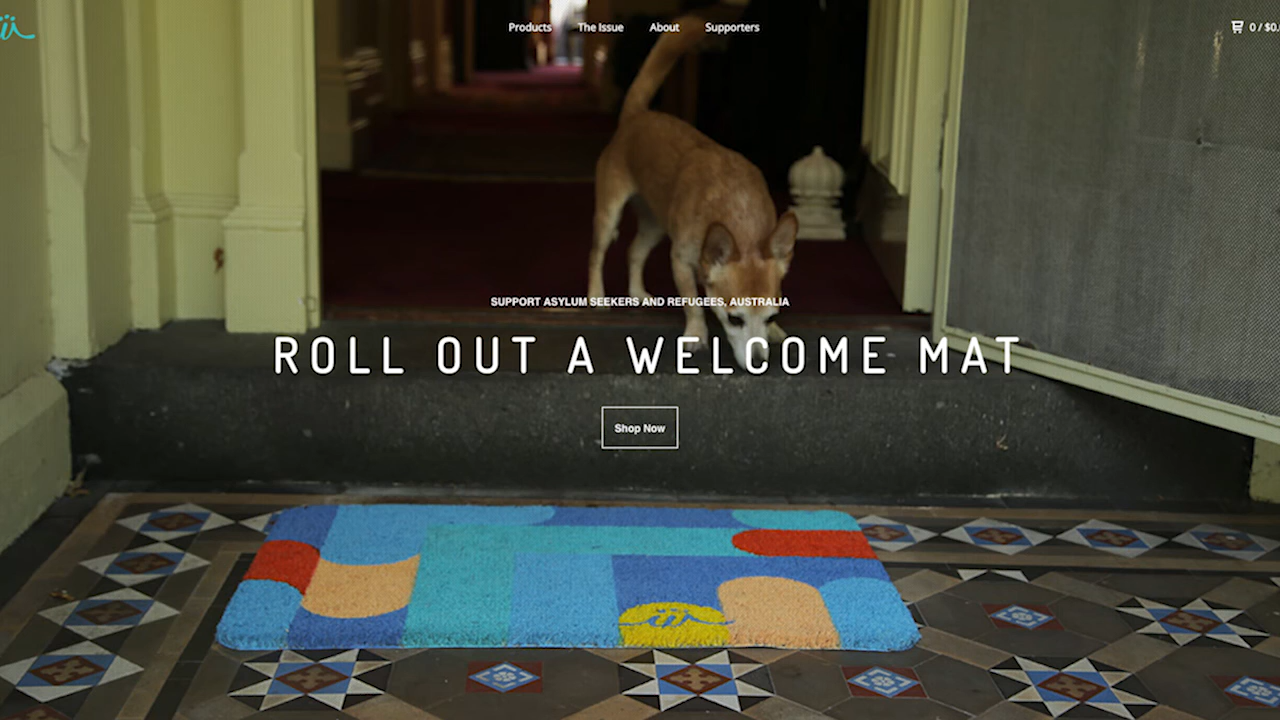 Products The Issue About Supporters
0 / $0.
SUPPORT ASYLUM SEEKERS AND REFUGEES, AUSTRALIA
ROLL OUT A WELCOME MAT
Shop Now